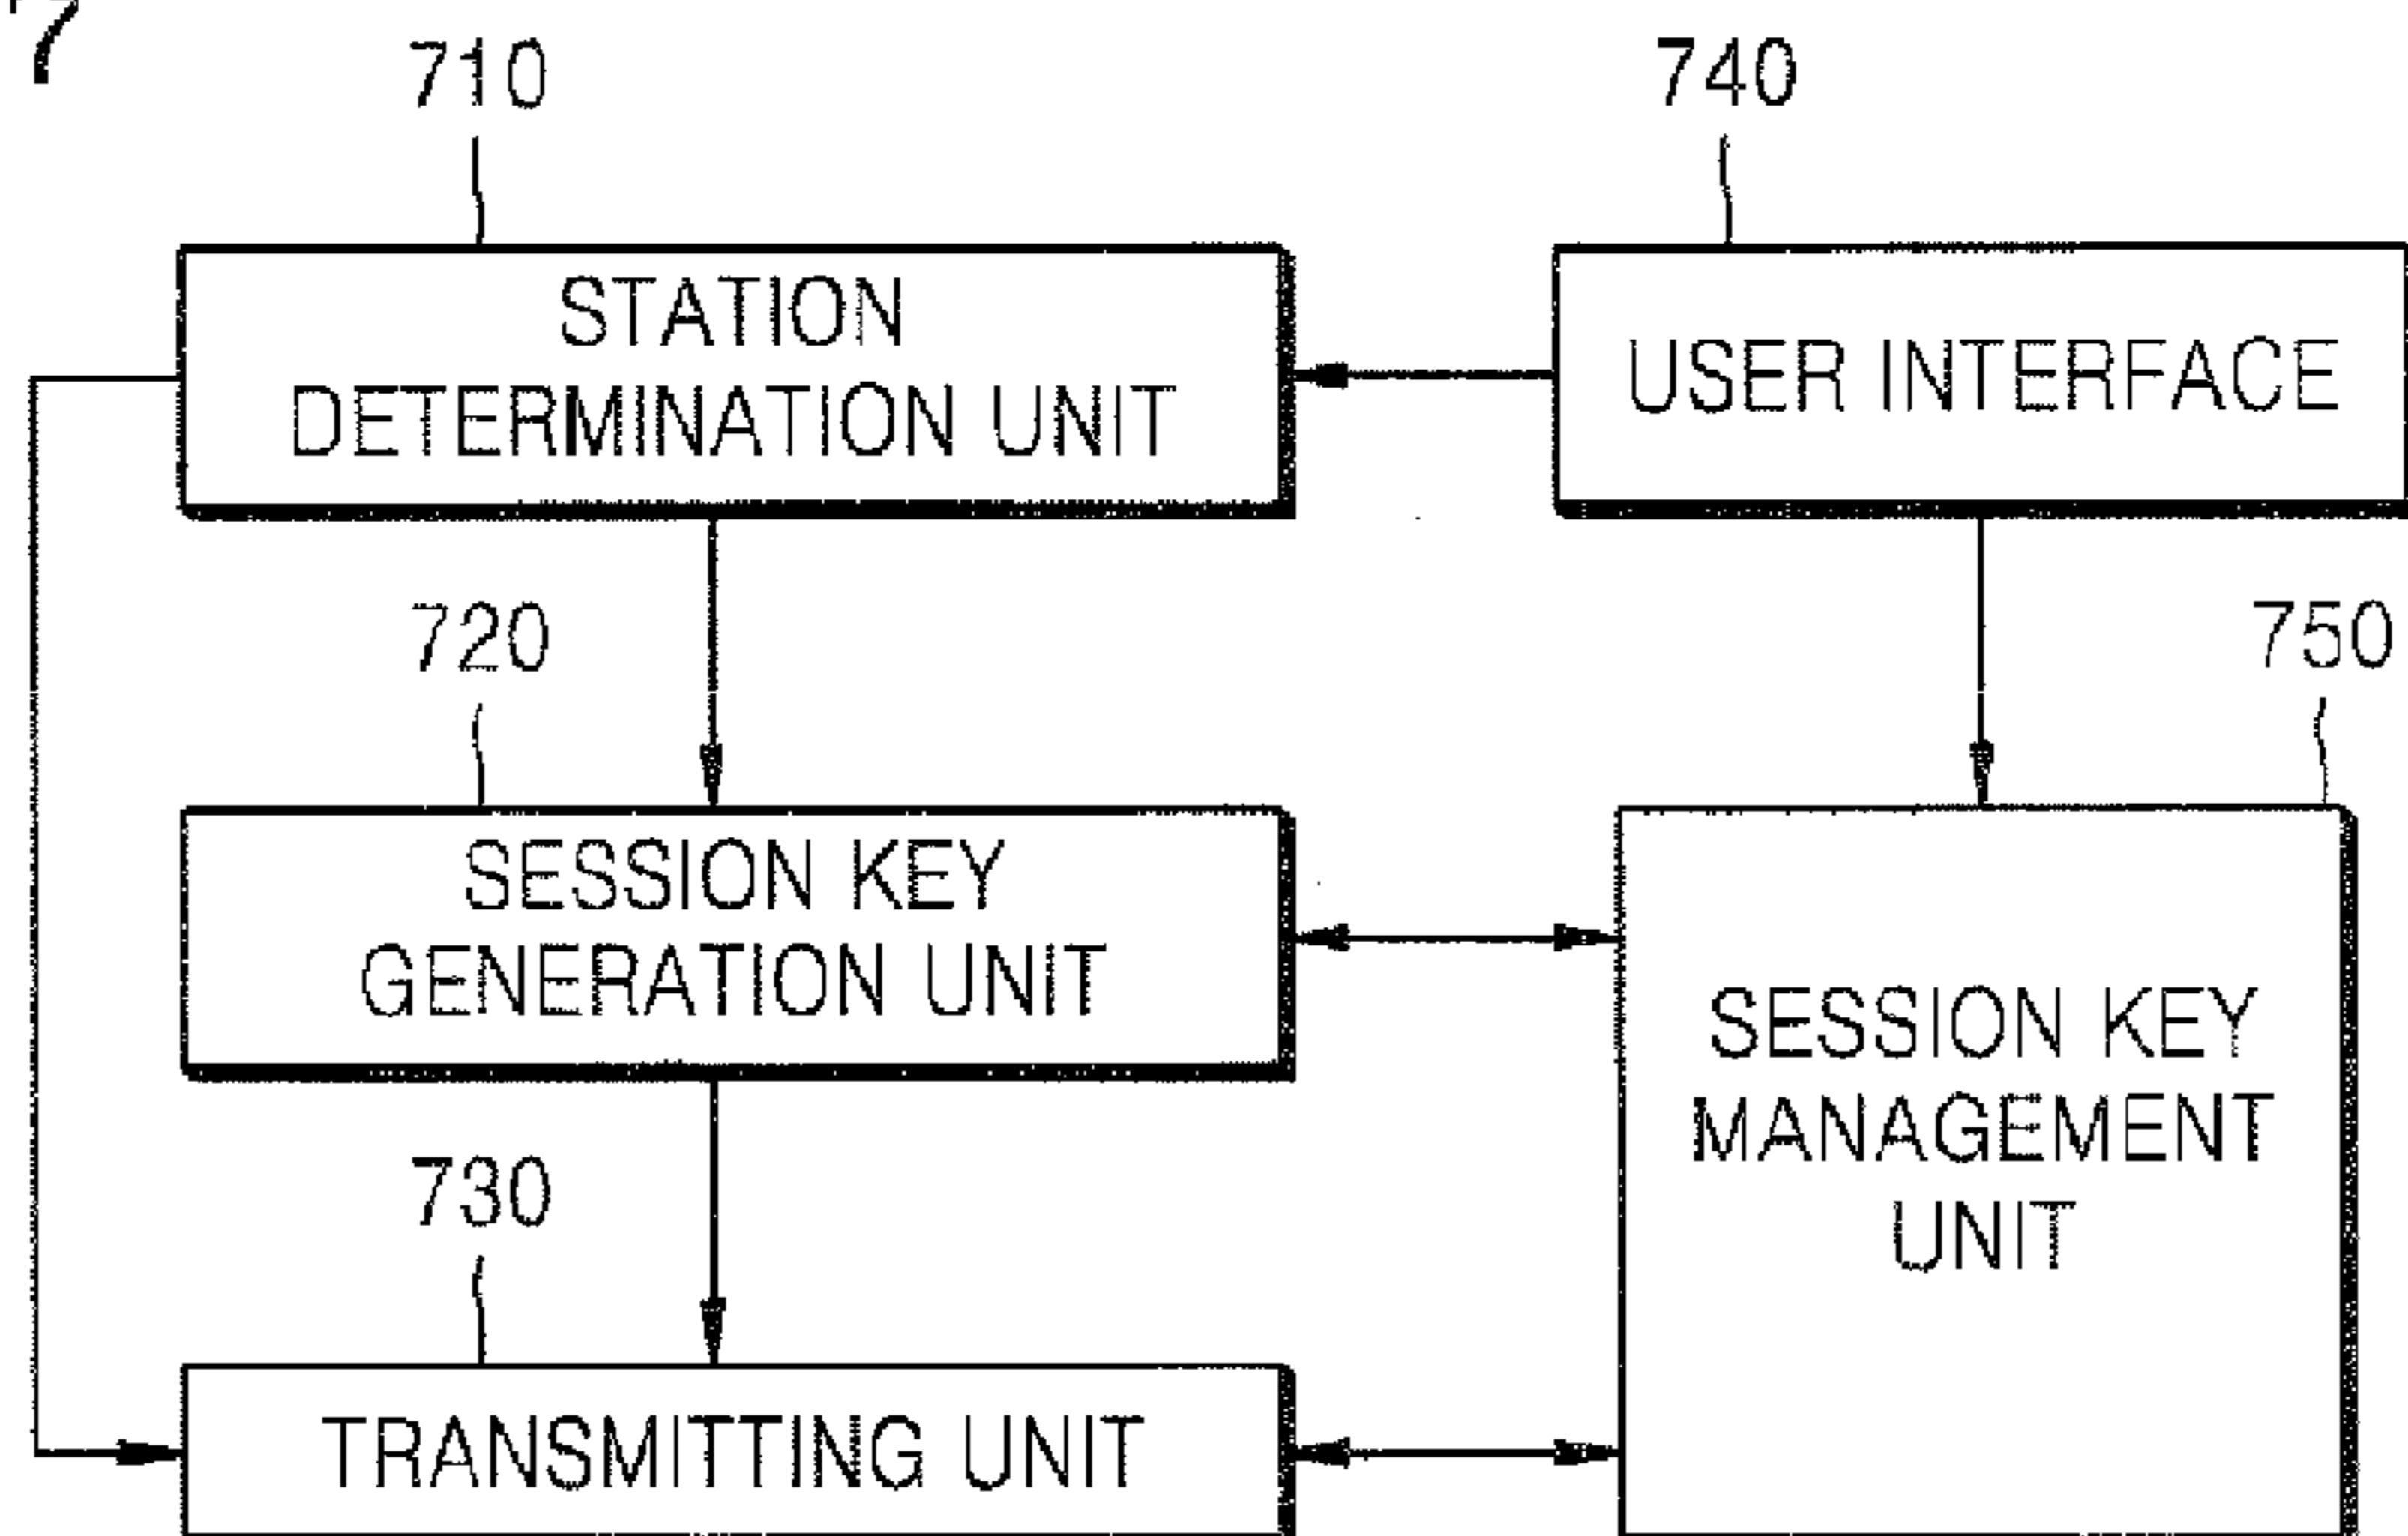 7
710
740
STATION
DETERMINATION UNIT
USER INTERFACE
720
750
SESSION KEY
GENERATION UNIT
SESSION KEY
MANAGEMENT
UNIT
730
TRANSMITTING UNIT